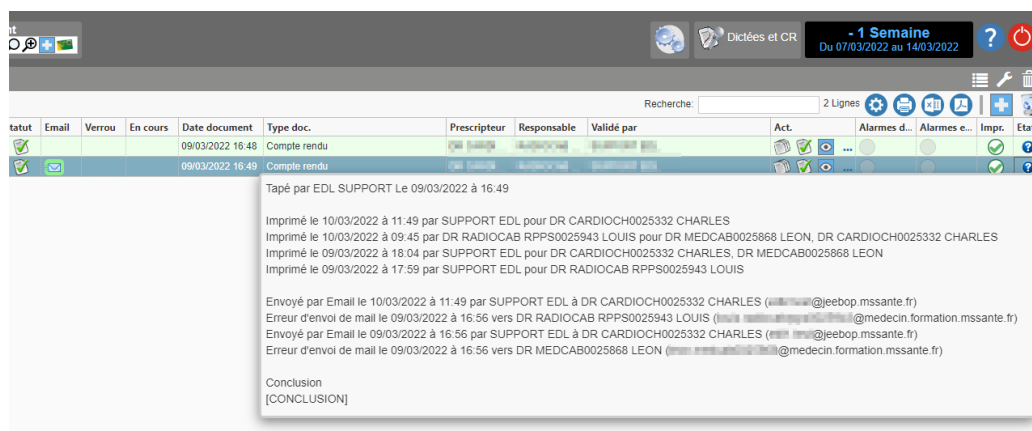 nt
Dictées et CR
- 1 Semaine
Du 07/03/2022 au 14/03/2022
?
Recherche:
2 Lignes
tatut Email Verrou En cours Date document Type doc. Prescripteur Responsable Validé par Act. Alarmes d... Alarmes e... Impr. Etat
09/03/2022 16:48 Compte rendu ... ?
09/03/2022 16:49 Compte rendu ... ?
Tapé par EDL SUPPORT Le 09/03/2022 à 16:49
Imprimé le 10/03/2022 à 11:49 par SUPPORT EDL pour DR CARDIOCH0025332 CHARLES
Imprimé le 10/03/2022 à 09:45 par DR RADIOCAB RPPS0025943 LOUIS pour DR MEDCAB0025868 LEON, DR CARDIOCH0025332 CHARLES
Imprimé le 09/03/2022 à 18:04 par SUPPORT EDL pour DR CARDIOCH0025332 CHARLES, DR MEDCAB0025868 LEON
Imprimé le 09/03/2022 à 17:59 par SUPPORT EDL pour DR RADIOCAB RPPS0025943 LOUIS
Envoyé par Email le 10/03/2022 à 11:49 par SUPPORT EDL à DR CARDIOCH0025332 CHARLES ( @jeebop.mssante.fr)
Erreur d'envoi de mail le 09/03/2022 à 16:56 vers DR RADIOCAB RPPS0025943 LOUIS ( @medecin.formation.mssante.fr)
Envoyé par Email le 09/03/2022 à 16:56 par SUPPORT EDL à DR CARDIOCH0025332 CHARLES ( @jeebop.mssante.fr)
Erreur d'envoi de mail le 09/03/2022 à 16:56 vers DR MEDCAB0025868 LEON ( @medecin.formation.mssante.fr)
Conclusion
[CONCLUSION]